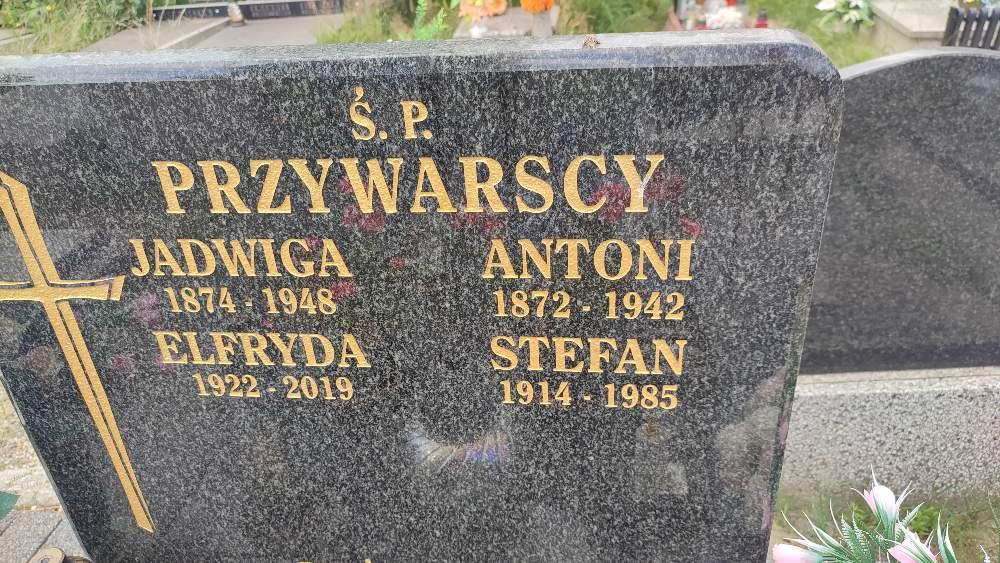 Ś. P.
PRZYWARSCY
JADWIGA ANTONI
1874 - 1948 1872 - 1942
ELFRYDA STEFAN
1922 - 2019 1914 - 1985